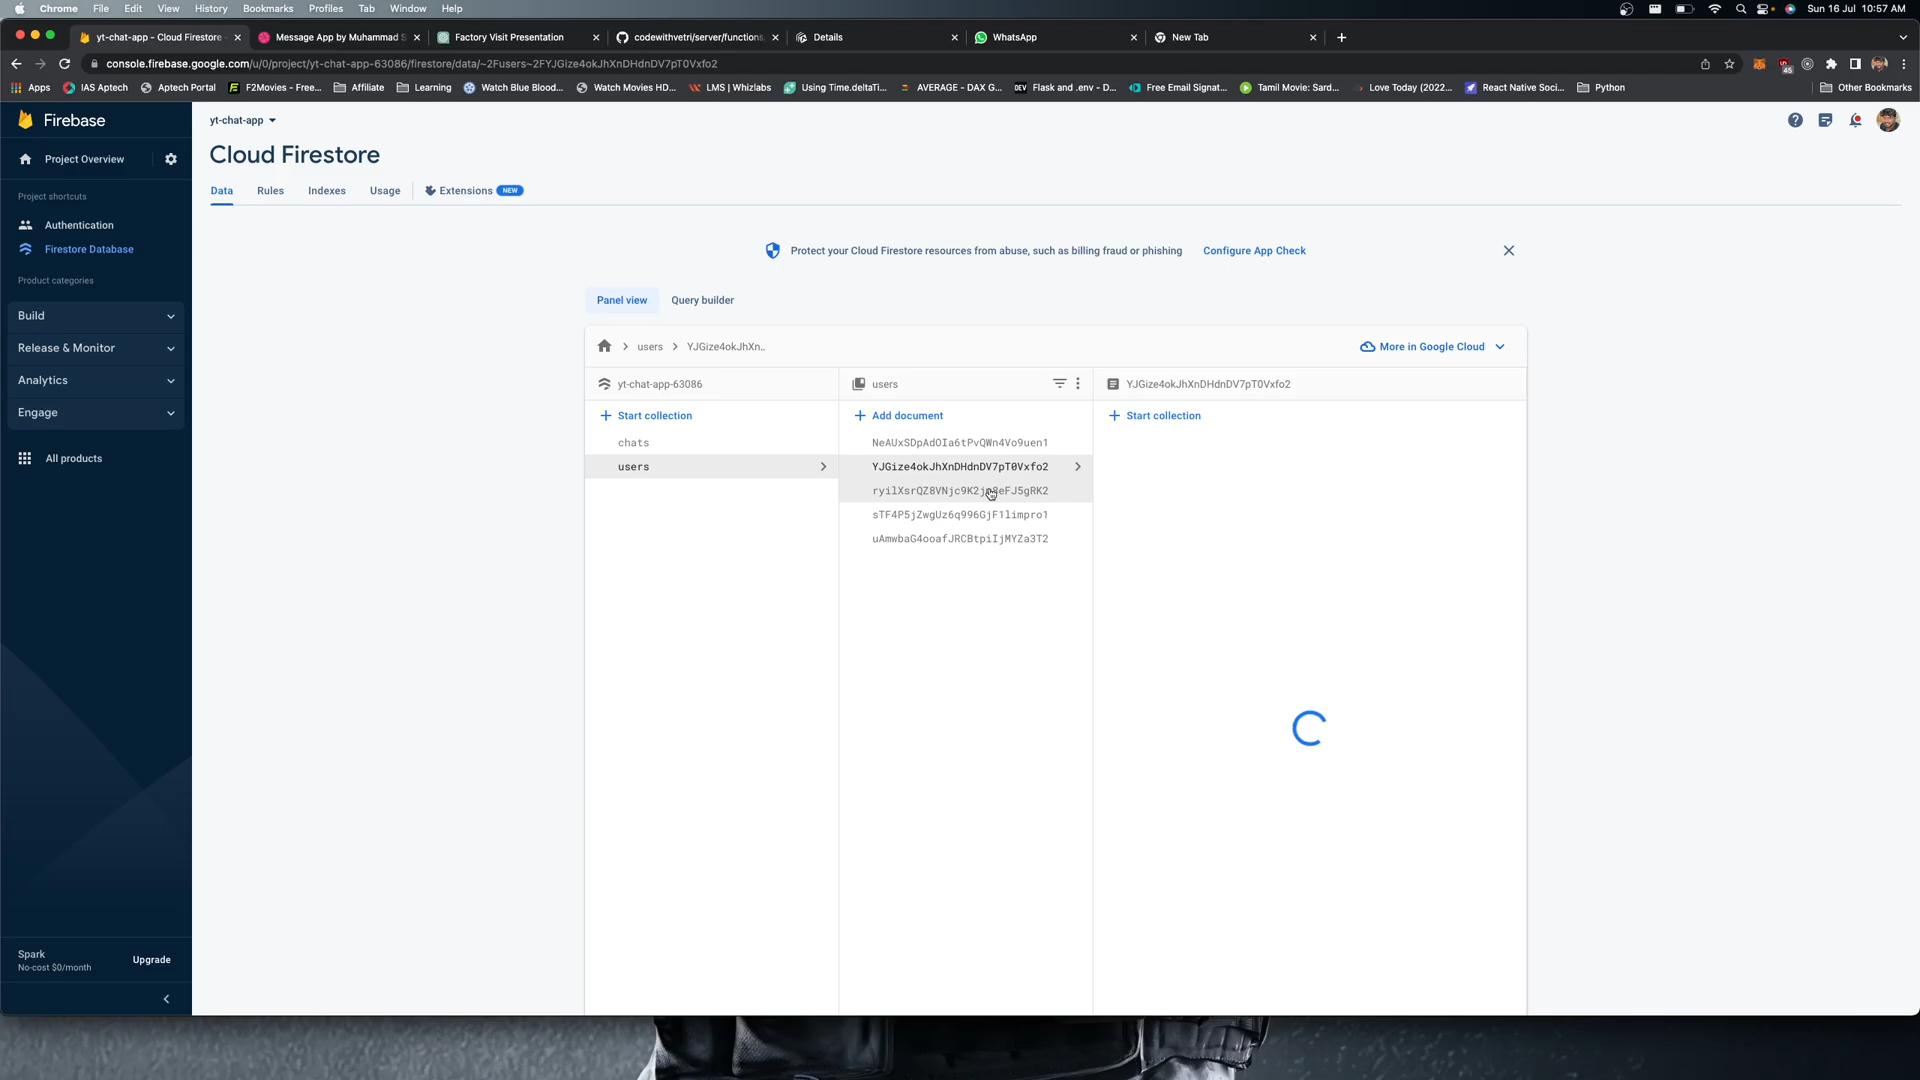 Chrome File Edit View History Bookmarks Profiles Tab Window Help Sun 16 Jul 10:57 AM
yt-chat-app - Cloud Firestore - Message App by Muhammad S Factory Visit Presentation codewithvetri/server/functions. Details WhatsApp New Tab
console.firebase.google.com/u/0/project/yt-chat-app-63086/firestore/data/~2Fusers~2FYJGize4okJhXnDHdnDV7pT0Vxfo2
45
Apps IAS Aptech Aptech Portal F2Movies - Free... Affiliate Learning Watch Blue Blood... Watch Movies HD... LMS | Whizlabs Using Time.deltaTi... AVERAGE - DAX G... Flask and .env - D... Free Email Signat... Tamil Movie: Sard... Love Today (2022... React Native Soci... Python Other Bookmarks
Firebase
yt-chat-app
Project Overview
Cloud Firestore
Data Rules Indexes Usage Extensions NEW
Project shortcuts
Authentication
Firestore Database
Product categories
Build
Release & Monitor
Analytics
Engage
All products
Spark
No-cost $0/month
Upgrade
Protect your Cloud Firestore resources from abuse, such as billing fraud or phishing Configure App Check
Panel view Query builder
users YJGize4okJhXn.. More in Google Cloud
yt-chat-app-63086 users YJGize4okJhXnDHdnDV7pT0Vxfo2
Start collection Add document Start collection
chats NeAUxSDpAdOIa6tPvQWn4Vo9uen1
users YJGize4okJhXnDHdnDV7pT0Vxfo2
sTF4P5jZwgUz6q996GjF1limpro1
uAmwbaG4ooafJRCBtpiIjMYZa3T2